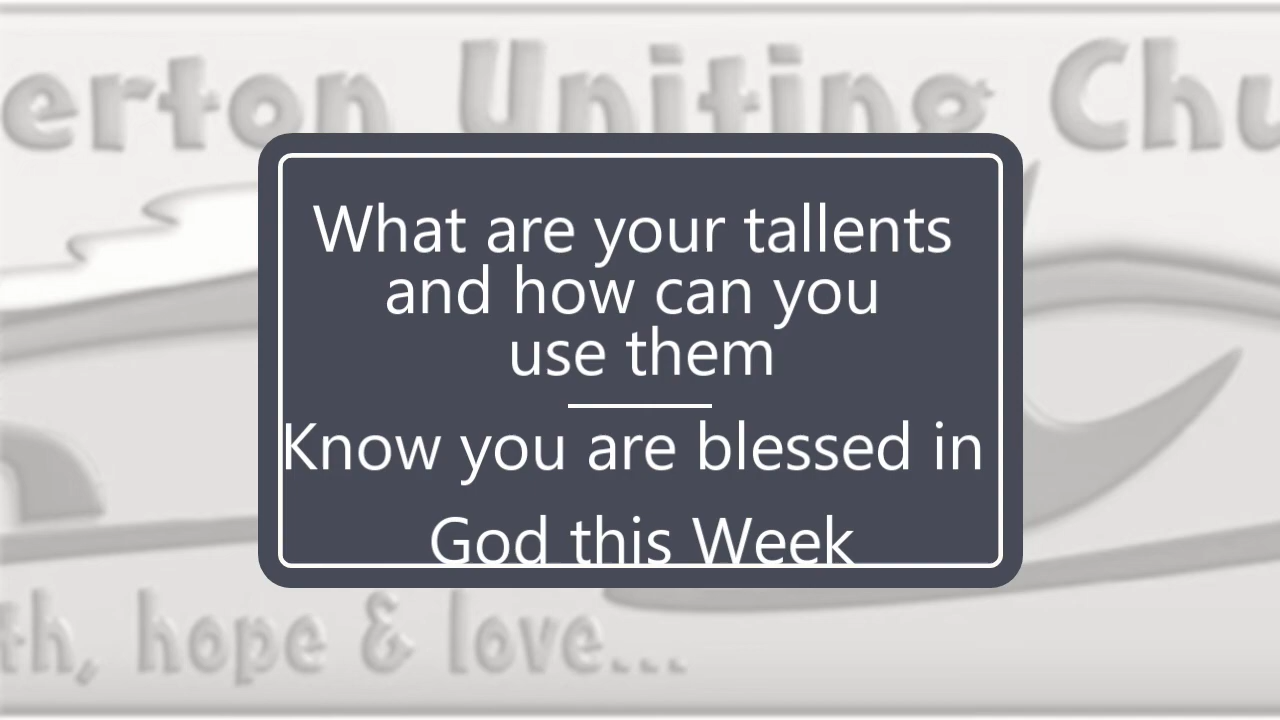 erton Uniting Chu
What are your tallents
and how can you
use them
Know you are blessed in
God this Week
th, hope & love...